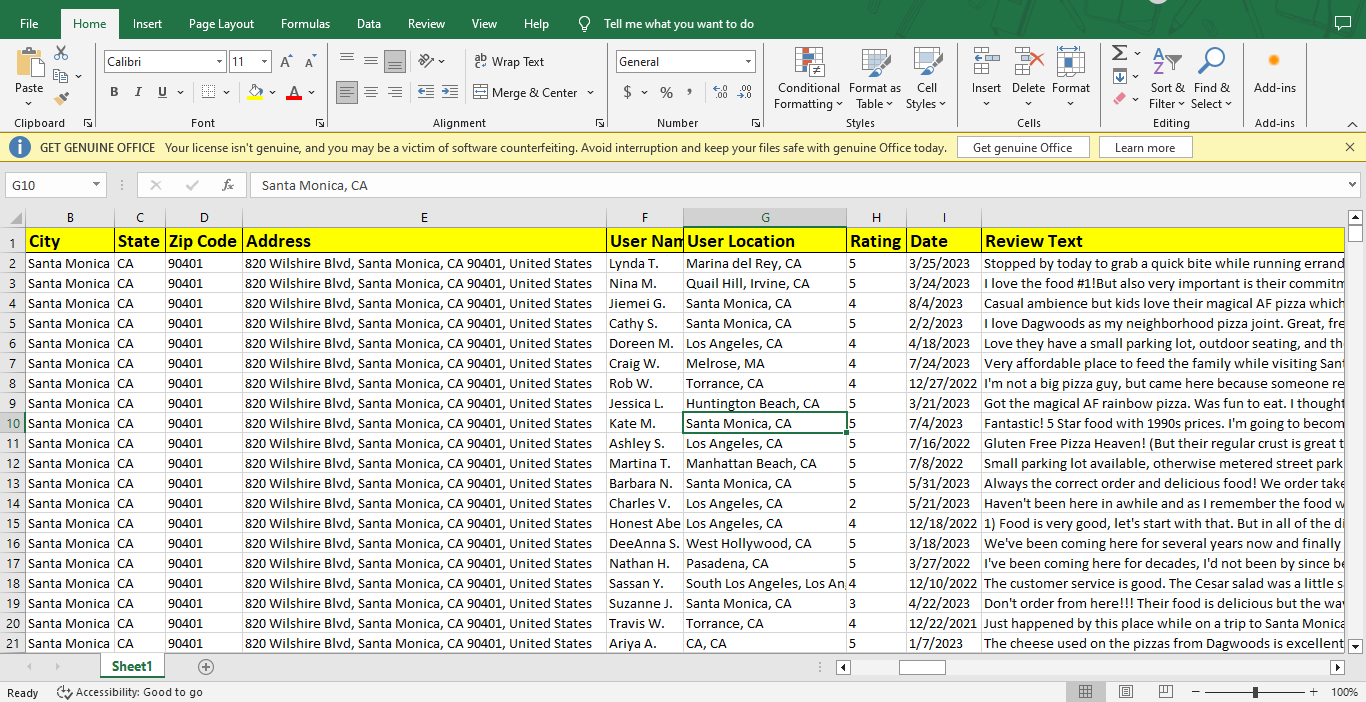 File Home Insert Page Layout Formulas Data Review View Help Tell me what you want to do
Calibri 11 A A ab Wrap Text General
Paste B I U A Merge & Center $ % , Conditional Formatting Format as Table Cell Styles Insert Delete Format Sort & Filter Find & Select Add-ins
Clipboard Font Alignment Number Styles Cells Editing Add-ins
GET GENUINE OFFICE Your license isn't genuine, and you may be a victim of software counterfeiting. Avoid interruption and keep your files safe with genuine Office today. Get genuine Office Learn more
G10 fx Santa Monica, CA
B C D E F G H I
1 City State Zip Code Address User Nam User Location Rating Date Review Text
2 Santa Monica CA 90401 820 Wilshire Blvd, Santa Monica, CA 90401, United States Lynda T. Marina del Rey, CA 5 3/25/2023 Stopped by today to grab a quick bite while running errand
3 Santa Monica CA 90401 820 Wilshire Blvd, Santa Monica, CA 90401, United States Nina M. Quail Hill, Irvine, CA 5 3/24/2023 I love the food #1!But also very important is their commitm
4 Santa Monica CA 90401 820 Wilshire Blvd, Santa Monica, CA 90401, United States Jiemei G. Santa Monica, CA 4 8/4/2023 Casual ambience but kids love their magical AF pizza which
5 Santa Monica CA 90401 820 Wilshire Blvd, Santa Monica, CA 90401, United States Cathy S. Santa Monica, CA 5 2/2/2023 I love Dagwoods as my neighborhood pizza joint. Great, fre
6 Santa Monica CA 90401 820 Wilshire Blvd, Santa Monica, CA 90401, United States Doreen M. Los Angeles, CA 4 4/18/2023 Love they have a small parking lot, outdoor seating, and th
7 Santa Monica CA 90401 820 Wilshire Blvd, Santa Monica, CA 90401, United States Craig W. Melrose, MA 4 7/24/2023 Very affordable place to feed the family while visiting Sant
8 Santa Monica CA 90401 820 Wilshire Blvd, Santa Monica, CA 90401, United States Rob W. Torrance, CA 4 12/27/2022 I'm not a big pizza guy, but came here because someone re
9 Santa Monica CA 90401 820 Wilshire Blvd, Santa Monica, CA 90401, United States Jessica L. Huntington Beach, CA 5 3/21/2023 Got the magical AF rainbow pizza. Was fun to eat. I thought
10 Santa Monica CA 90401 820 Wilshire Blvd, Santa Monica, CA 90401, United States Kate M. Santa Monica, CA 5 7/4/2023 Fantastic! 5 Star food with 1990s prices. I'm going to becom
11 Santa Monica CA 90401 820 Wilshire Blvd, Santa Monica, CA 90401, United States Ashley S. Los Angeles, CA 5 7/16/2022 Gluten Free Pizza Heaven! (But their regular crust is great t
12 Santa Monica CA 90401 820 Wilshire Blvd, Santa Monica, CA 90401, United States Martina T. Manhattan Beach, CA 5 7/8/2022 Small parking lot available, otherwise metered street park
13 Santa Monica CA 90401 820 Wilshire Blvd, Santa Monica, CA 90401, United States Barbara N. Santa Monica, CA 5 5/31/2023 Always the correct order and delicious food! We order take
14 Santa Monica CA 90401 820 Wilshire Blvd, Santa Monica, CA 90401, United States Charles V. Los Angeles, CA 2 5/21/2023 Haven't been here in awhile and as I remember the food w
15 Santa Monica CA 90401 820 Wilshire Blvd, Santa Monica, CA 90401, United States Honest Abe Los Angeles, CA 4 12/18/2022 1) Food is very good, let's start with that. But in all of the di
16 Santa Monica CA 90401 820 Wilshire Blvd, Santa Monica, CA 90401, United States DeeAnna S. West Hollywood, CA 5 3/18/2023 We've been coming here for several years now and finally
17 Santa Monica CA 90401 820 Wilshire Blvd, Santa Monica, CA 90401, United States Nathan H. Pasadena, CA 5 3/27/2022 I've been coming here for decades, I'd not been by since be
18 Santa Monica CA 90401 820 Wilshire Blvd, Santa Monica, CA 90401, United States Sassan Y. South Los Angeles, Los An 4 12/10/2022 The customer service is good. The Cesar salad was a little s
19 Santa Monica CA 90401 820 Wilshire Blvd, Santa Monica, CA 90401, United States Suzanne J. Santa Monica, CA 3 4/22/2023 Don't order from here!!! Their food is delicious but the wa
20 Santa Monica CA 90401 820 Wilshire Blvd, Santa Monica, CA 90401, United States Travis W. Torrance, CA 4 12/22/2021 Just happened by this place while on a trip to Santa Monica
21 Santa Monica CA 90401 820 Wilshire Blvd, Santa Monica, CA 90401, United States Ariya A. CA, CA 5 1/7/2023 The cheese used on the pizzas from Dagwoods is excellent
Sheet1
Ready Accessibility: Good to go 100%